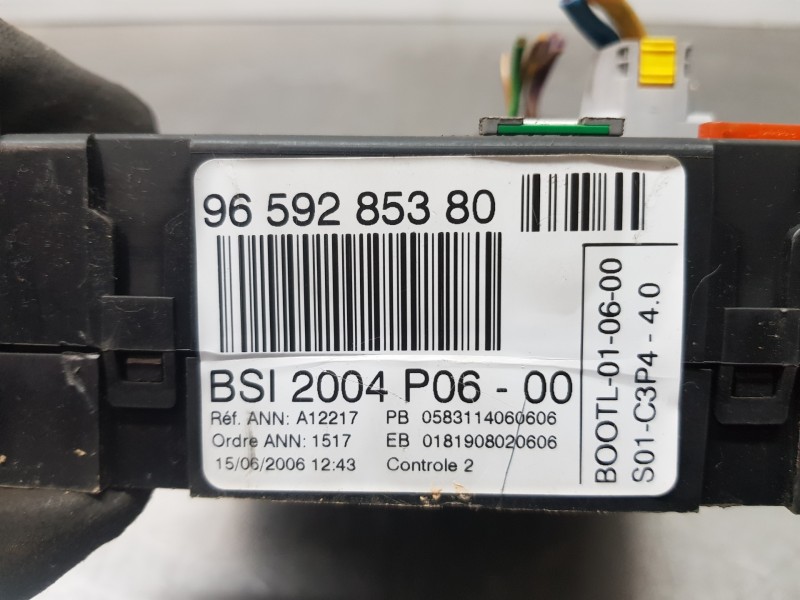 96 592 853 80
BSI 2004 P06 - 00
Réf. ANN: A12217 PB 0583114060606
Ordre ANN: 1517 EB 0181908020606
15/06/2006 12:43 Controle 2
BOOTL-01-06-00
S01-C3P4 - 4.0